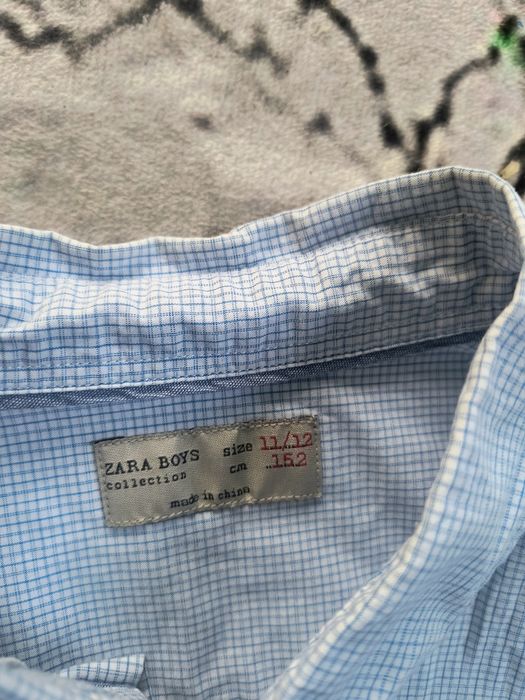 ZARA BOYS size 11/12
collection cm ..152
made in china